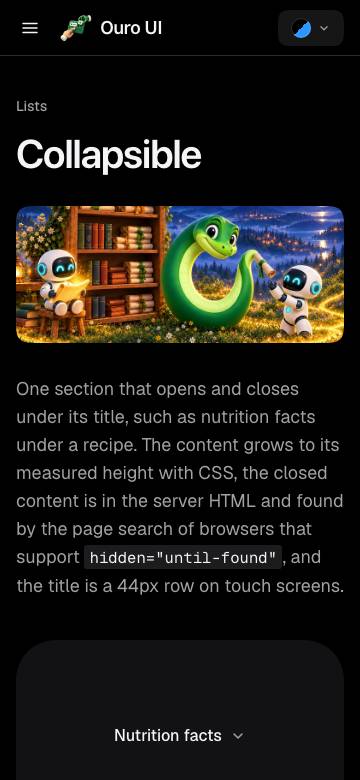 Ouro UI
Lists
Collapsible
One section that opens and closes
under its title, such as nutrition facts
under a recipe. The content grows to its
measured height with CSS, the closed
content is in the server HTML and found
by the page search of browsers that
support hidden="until-found", and
the title is a 44px row on touch screens.
Nutrition facts